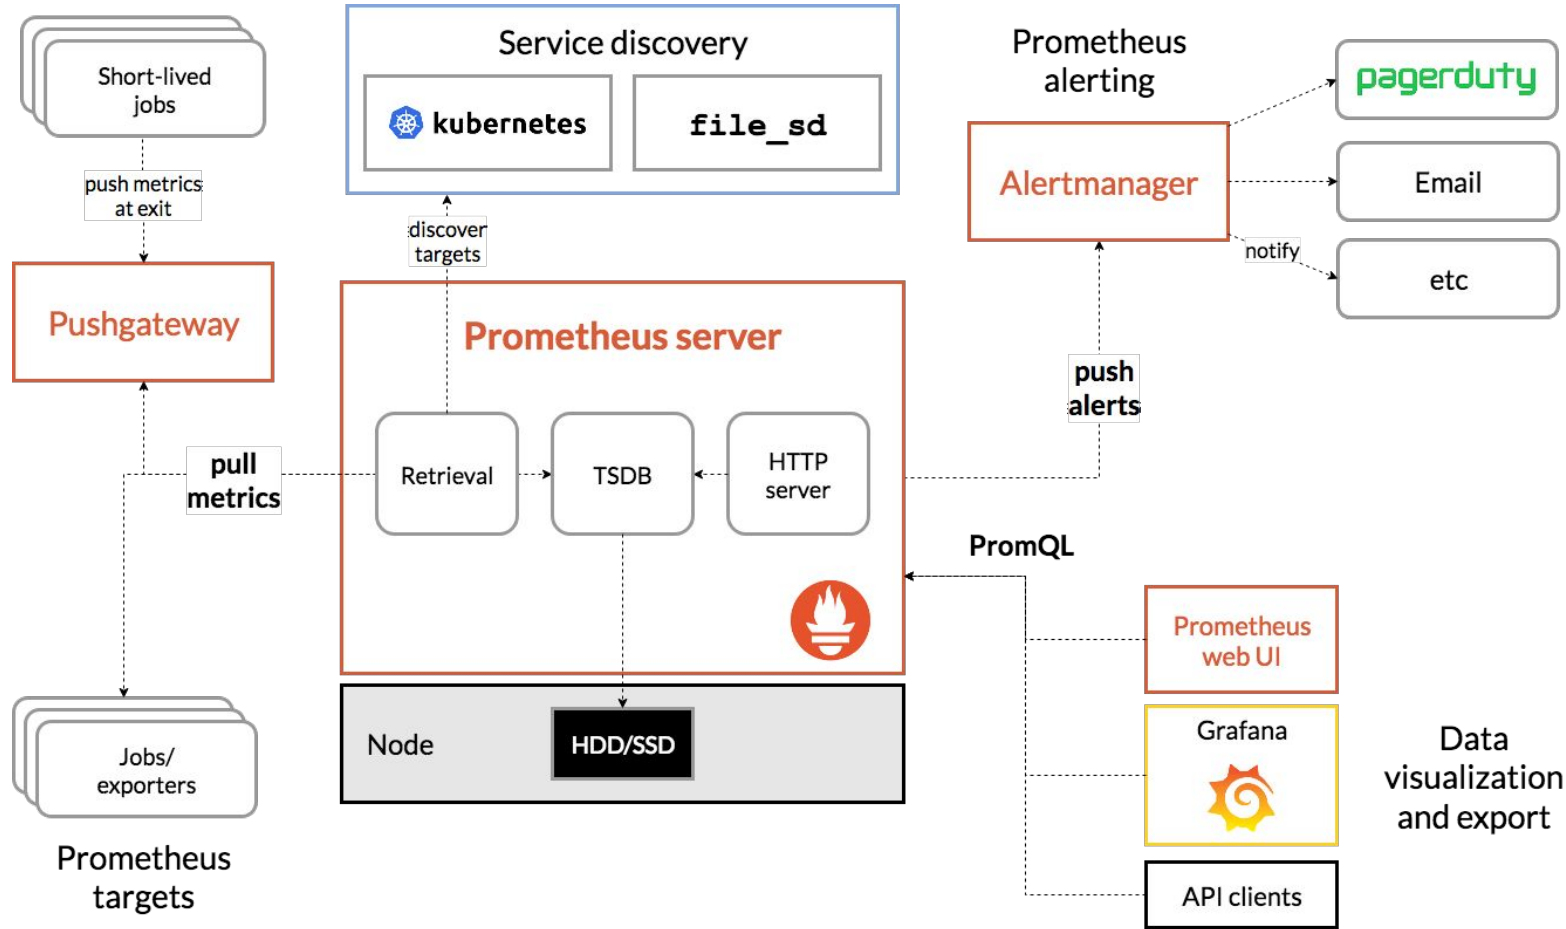 Short-lived
jobs
push metrics
at exit
Pushgateway
pull
metrics
Jobs/
exporters
Prometheus
targets
Service discovery
kubernetes
file_sd
discover
targets
Prometheus server
Retrieval
TSDB
HTTP
server
Node
HDD/SSD
Prometheus
alerting
Alertmanager
pagerduty
Email
notify
etc
push
alerts
PromQL
Prometheus
web UI
Grafana
API clients
Data
visualization
and export